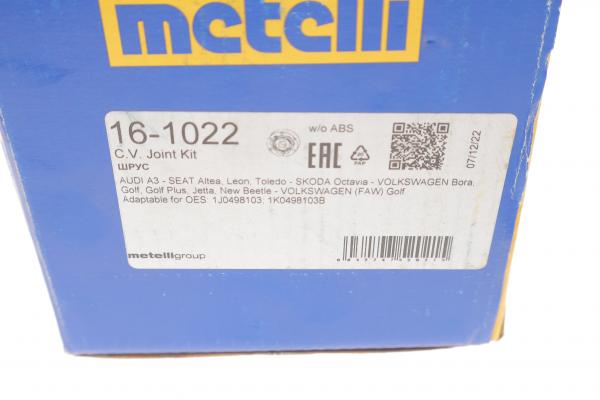 metelli
16-1022
w/o ABS
C.V. Joint Kit
ШРУС
EAC
PAP
07/12/22
AUDI A3 - SEAT Altea, Leon, Toledo - SKODA Octavia - VOLKSWAGEN Bora,
Golf, Golf Plus, Jetta, New Beetle - VOLKSWAGEN (FAW) Golf
Adaptable for OES: 1J0498103; 1K0498103B
metelligroup